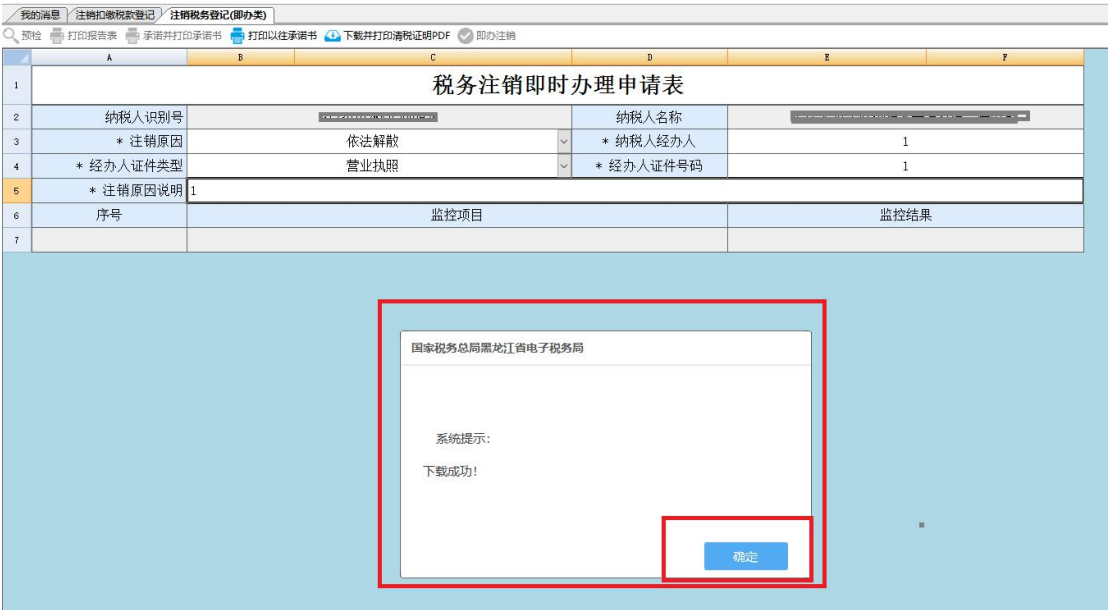 我的消息 注销扣缴税款登记 注销税务登记(即办类)
预检 打印报告表 承诺并打印承诺书 打印以往承诺书 下载并打印清税证明PDF 即办注销
A B C D E F
1 税务注销即时办理申请表
2 纳税人识别号 纳税人名称
3 * 注销原因 依法解散 * 纳税人经办人 1
4 * 经办人证件类型 营业执照 * 经办人证件号码 1
5 * 注销原因说明 1
6 序号 监控项目 监控结果
7
国家税务总局黑龙江省电子税务局
系统提示:
下载成功!
确定